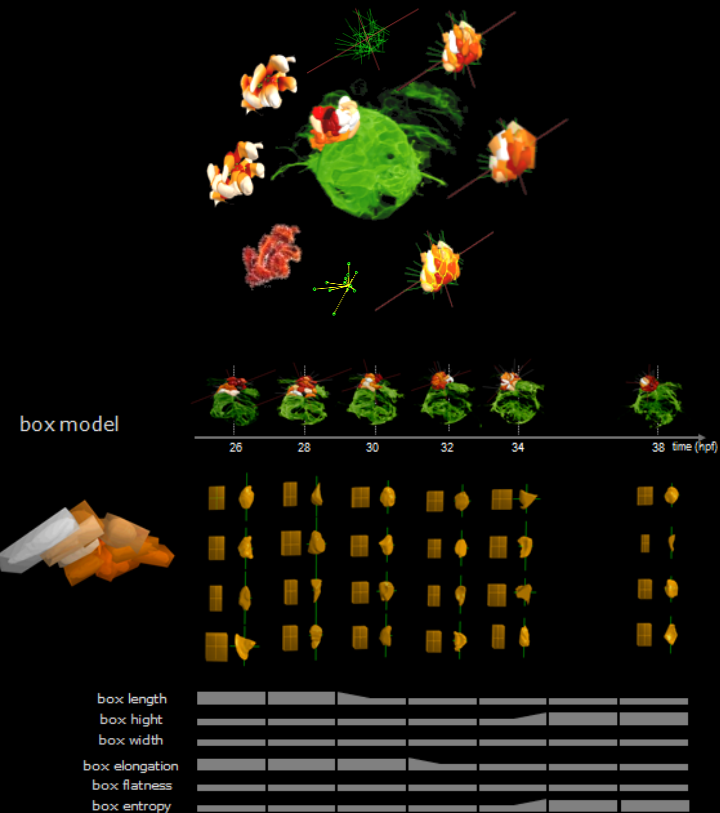 box model
26 28 30 32 34 38 time (hpf)
box length
box hight
box width
box elongation
box flatness
box entropy